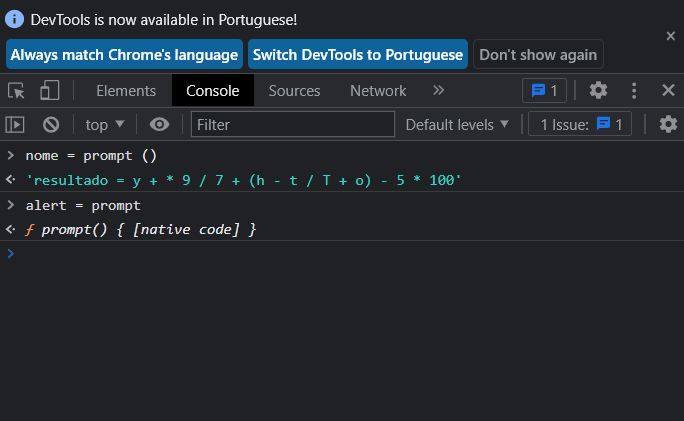 DevTools is now available in Portuguese!
Always match Chrome's language Switch DevTools to Portuguese Don't show again
Elements Console Sources Network 1
top Filter Default levels 1 Issue: 1
nome = prompt ()
'resultado = y + * 9 / 7 + (h - t / T + o) - 5 * 100'
alert = prompt
ƒ prompt() { [native code] }